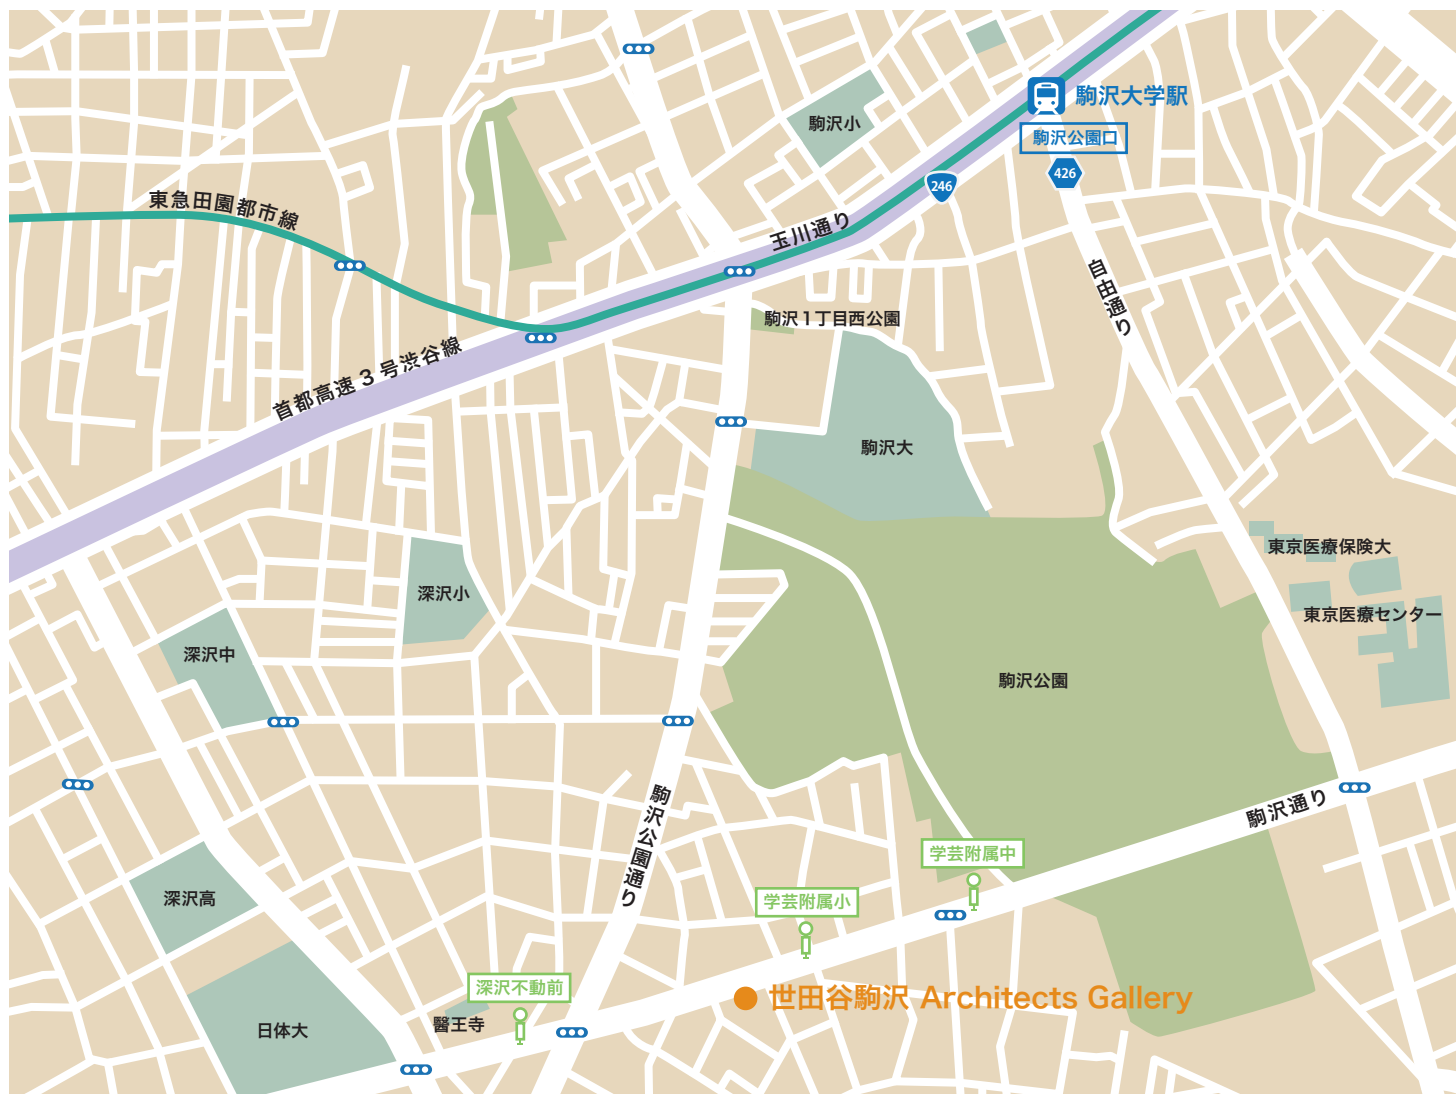 駒沢大学駅
駒沢公園口
426
246
駒沢小
東急田園都市線
玉川通り
自由通り
駒沢1丁目西公園
首都高速3号渋谷線
駒沢大
東京医療保険大
深沢小
東京医療センター
深沢中
駒沢公園
駒沢公園通り
駒沢通り
学芸附属中
深沢高
学芸附属小
深沢不動前
世田谷駒沢 Architects Gallery
醫王寺
日体大